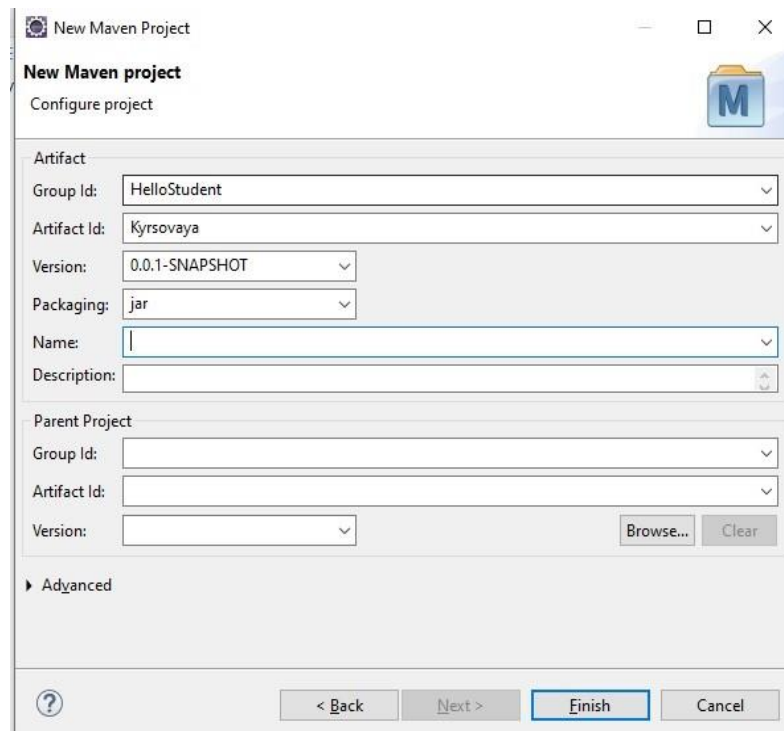 New Maven Project
New Maven project
Configure project
M
Artifact
Group Id: HelloStudent
Artifact Id: Kyrsovaya
Version: 0.0.1-SNAPSHOT
Packaging: jar
Name:
Description:
Parent Project
Group Id:
Artifact Id:
Version: Browse... Clear
Advanced
? < Back Next > Finish Cancel